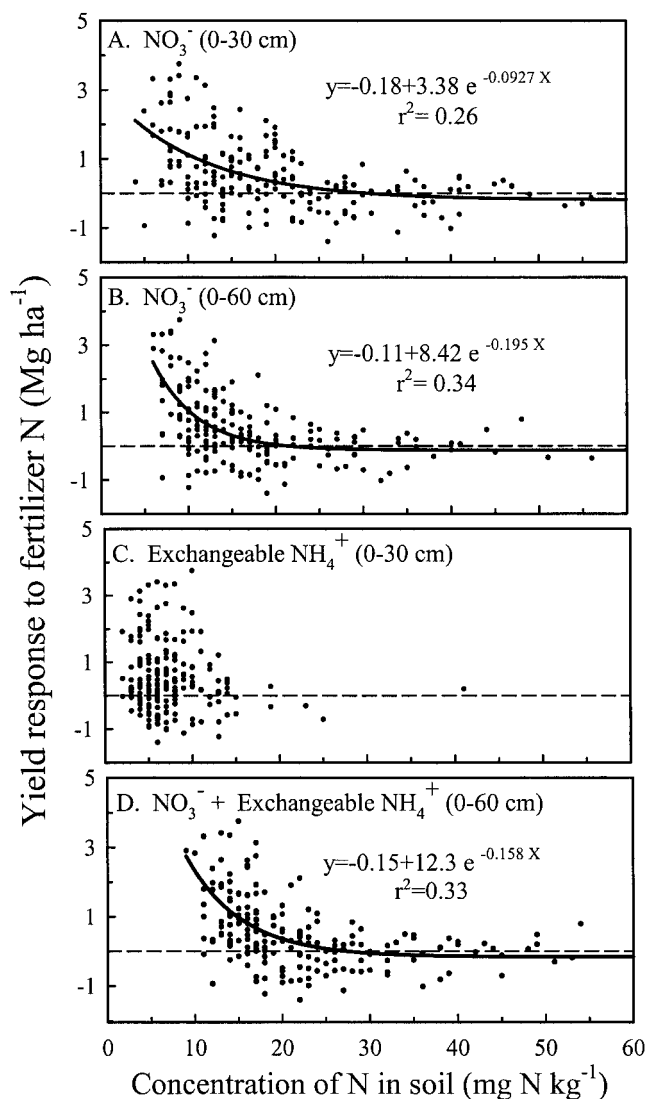 Yield response to fertilizer N (Mg ha⁻¹)
5
A. NO₃⁻ (0-30 cm)
y=-0.18+3.38 e ⁻⁰·⁰⁹²⁷ ˣ
r²= 0.26
3
1
-1
5
B. NO₃⁻ (0-60 cm)
y=-0.11+8.42 e ⁻⁰·¹⁹⁵ ˣ
r²= 0.34
3
1
-1
5
C. Exchangeable NH₄⁺ (0-30 cm)
3
1
-1
5
D. NO₃⁻ + Exchangeable NH₄⁺ (0-60 cm)
y=-0.15+12.3 e ⁻⁰·¹⁵⁸ ˣ
r²=0.33
3
1
-1
0 10 20 30 40 50 60
Concentration of N in soil (mg N kg⁻¹)